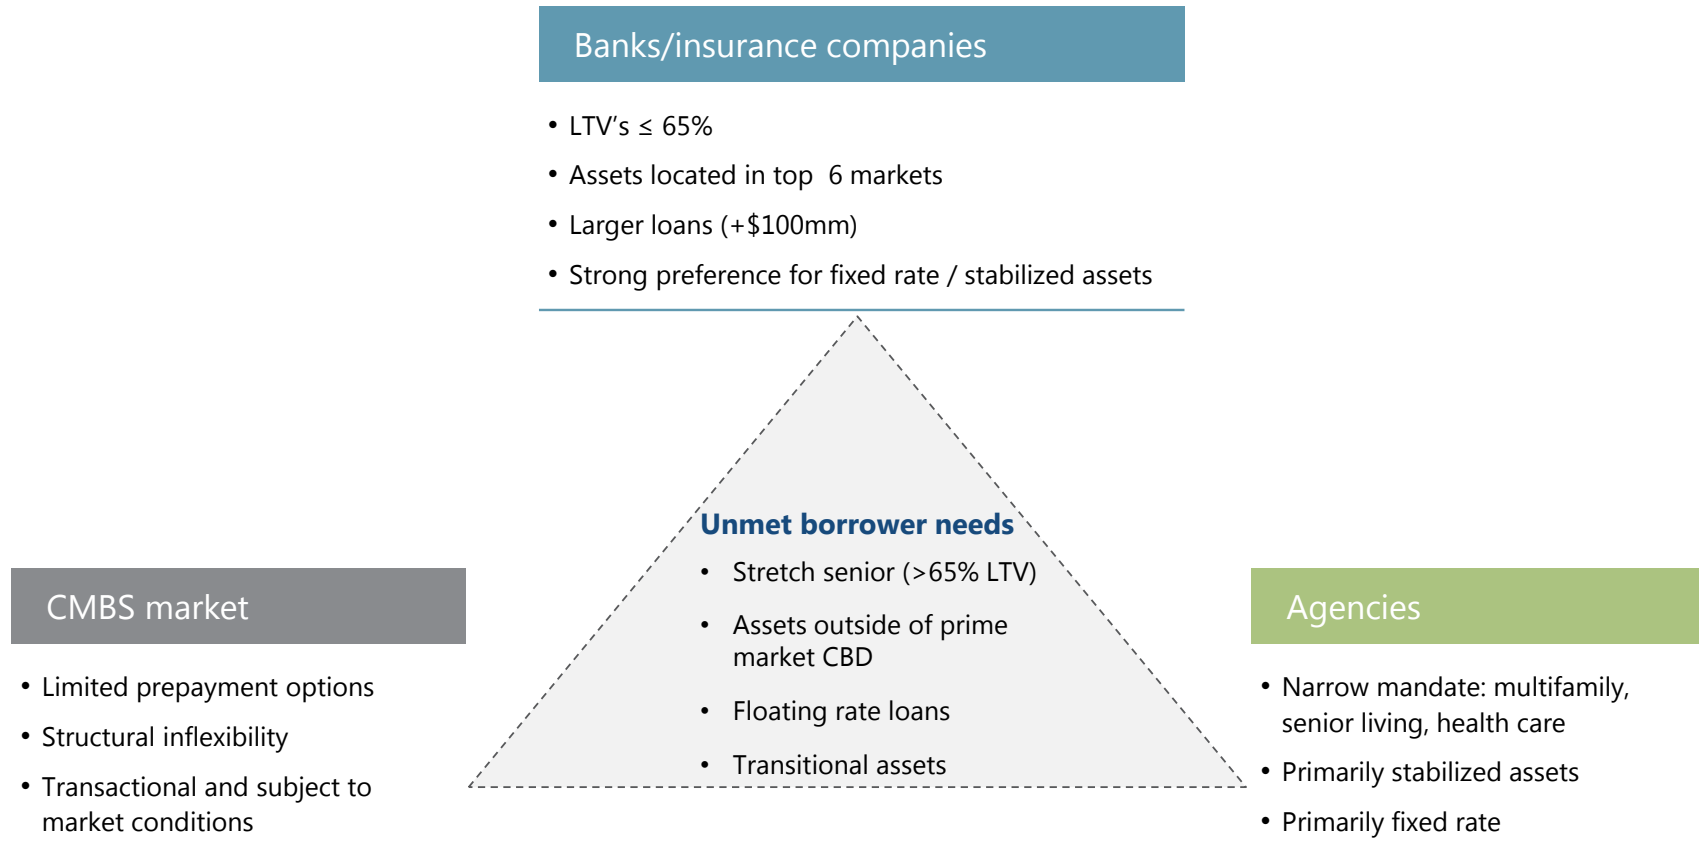 Banks/insurance companies
• LTV’s ≤ 65%
• Assets located in top  6 markets
• Larger loans (+$100mm)
• Strong preference for fixed rate / stabilized assets
Unmet borrower needs
• Stretch senior (>65% LTV)
• Assets outside of prime
market CBD
• Floating rate loans
• Transitional assets
CMBS market
• Limited prepayment options
• Structural inflexibility
• Transactional and subject to
market conditions
Agencies
• Narrow mandate: multifamily,
senior living, health care
• Primarily stabilized assets
• Primarily fixed rate